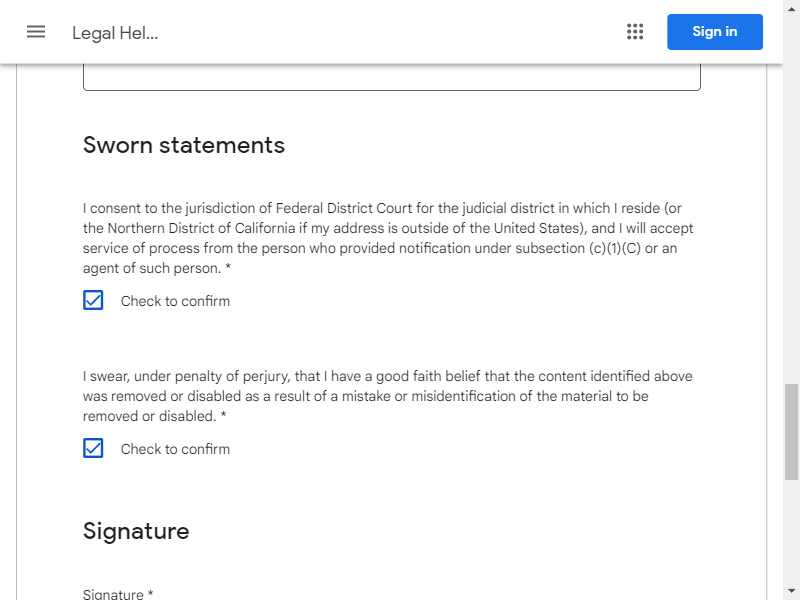 Legal Hel...
Sign in
Sworn statements
I consent to the jurisdiction of Federal District Court for the judicial district in which I reside (or
the Northern District of California if my address is outside of the United States), and I will accept
service of process from the person who provided notification under subsection (c)(1)(C) or an
agent of such person. *
Check to confirm
I swear, under penalty of perjury, that I have a good faith belief that the content identified above
was removed or disabled as a result of a mistake or misidentification of the material to be
removed or disabled. *
Check to confirm
Signature
Signature *